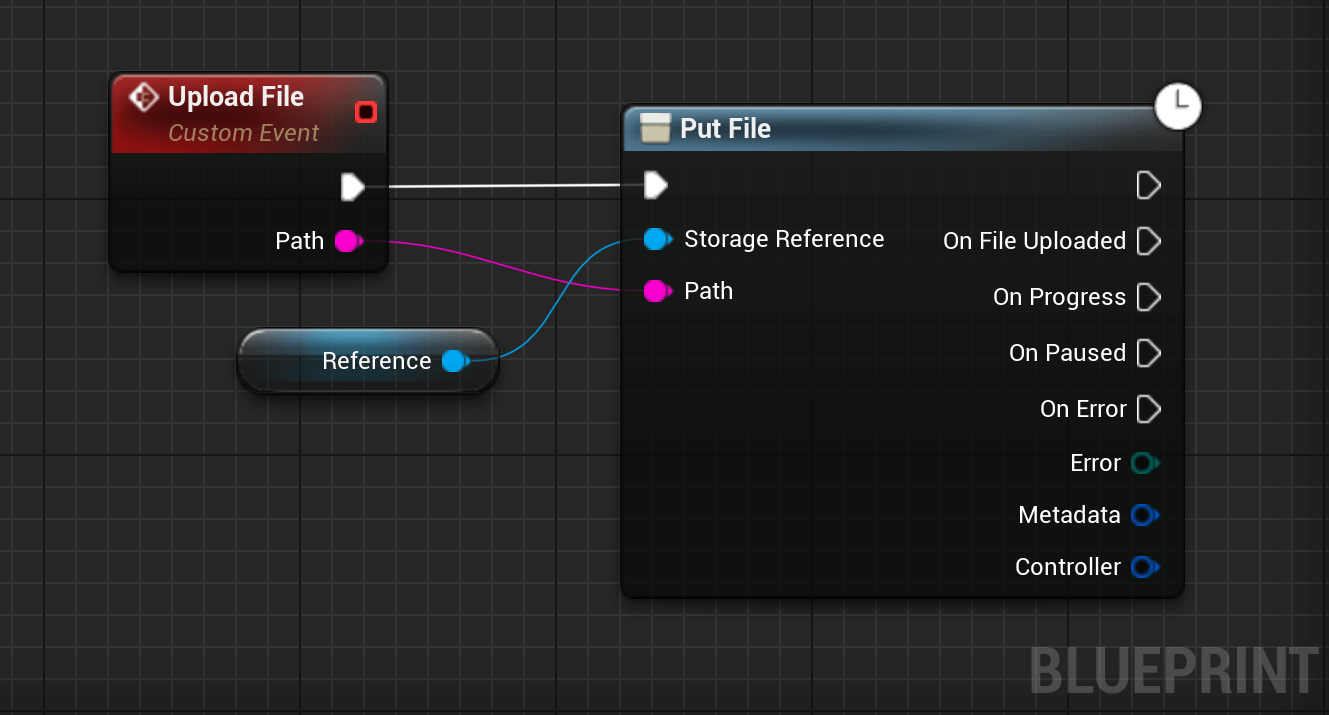 Upload File
Custom Event
Path
Reference
Put File
Storage Reference
Path
On File Uploaded
On Progress
On Paused
On Error
Error
Metadata
Controller
BLUEPRINT